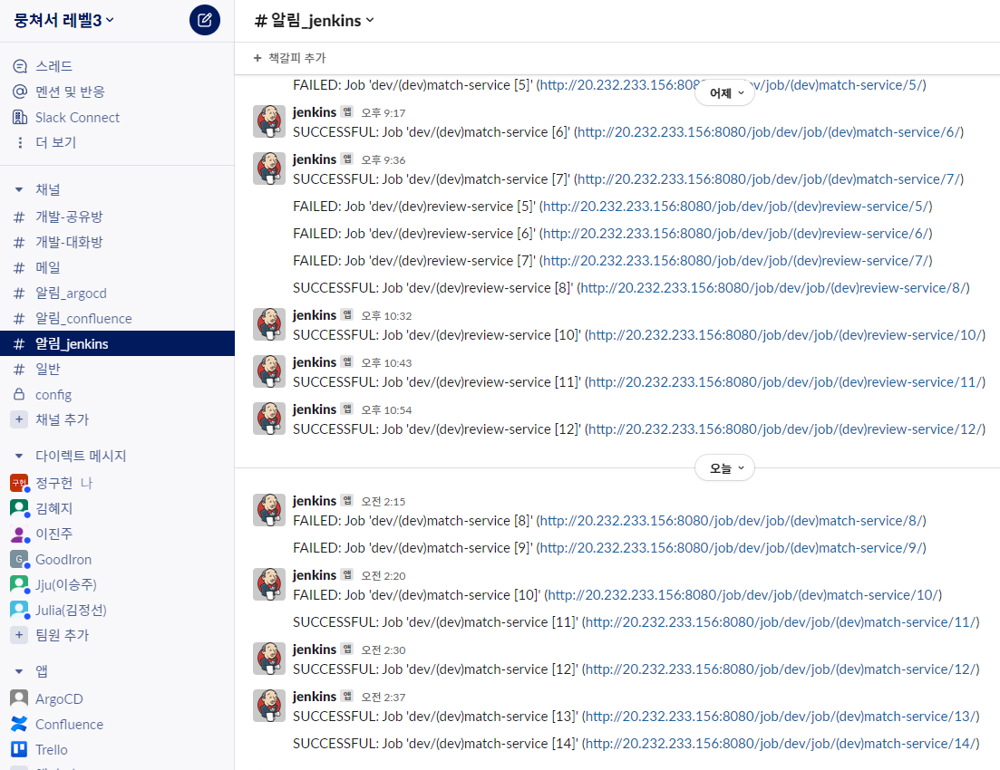 뭉쳐서 레벨3
스레드
멘션 및 반응
Slack Connect
더 보기
채널
# 개발-공유방
# 개발-대화방
# 메일
# 알림_argocd
# 알림_confluence
# 알림_jenkins
# 일반
config
+ 채널 추가
다이렉트 메시지
구헌 정구헌 나
김혜지
이진주
G GoodIron
Jju(이승주)
Julia(김정선)
+ 팀원 추가
앱
ArgoCD
Confluence
Trello
# 알림_jenkins
+ 책갈피 추가
어제
FAILED: Job 'dev/(dev)match-service [5]' (http://20.232.233.156:808
v/job/(dev)match-service/5/)
jenkins 앱 오후 9:17
SUCCESSFUL: Job 'dev/(dev)match-service [6]' (http://20.232.233.156:8080/job/dev/job/(dev)match-service/6/)
jenkins 앱 오후 9:36
SUCCESSFUL: Job 'dev/(dev)match-service [7]' (http://20.232.233.156:8080/job/dev/job/(dev)match-service/7/)
FAILED: Job 'dev/(dev)review-service [5]' (http://20.232.233.156:8080/job/dev/job/(dev)review-service/5/)
FAILED: Job 'dev/(dev)review-service [6]' (http://20.232.233.156:8080/job/dev/job/(dev)review-service/6/)
FAILED: Job 'dev/(dev)review-service [7]' (http://20.232.233.156:8080/job/dev/job/(dev)review-service/7/)
SUCCESSFUL: Job 'dev/(dev)review-service [8]' (http://20.232.233.156:8080/job/dev/job/(dev)review-service/8/)
jenkins 앱 오후 10:32
SUCCESSFUL: Job 'dev/(dev)review-service [10]' (http://20.232.233.156:8080/job/dev/job/(dev)review-service/10/)
jenkins 앱 오후 10:43
SUCCESSFUL: Job 'dev/(dev)review-service [11]' (http://20.232.233.156:8080/job/dev/job/(dev)review-service/11/)
jenkins 앱 오후 10:54
SUCCESSFUL: Job 'dev/(dev)review-service [12]' (http://20.232.233.156:8080/job/dev/job/(dev)review-service/12/)
오늘
jenkins 앱 오전 2:15
FAILED: Job 'dev/(dev)match-service [8]' (http://20.232.233.156:8080/job/dev/job/(dev)match-service/8/)
FAILED: Job 'dev/(dev)match-service [9]' (http://20.232.233.156:8080/job/dev/job/(dev)match-service/9/)
jenkins 앱 오전 2:20
FAILED: Job 'dev/(dev)match-service [10]' (http://20.232.233.156:8080/job/dev/job/(dev)match-service/10/)
SUCCESSFUL: Job 'dev/(dev)match-service [11]' (http://20.232.233.156:8080/job/dev/job/(dev)match-service/11/)
jenkins 앱 오전 2:30
SUCCESSFUL: Job 'dev/(dev)match-service [12]' (http://20.232.233.156:8080/job/dev/job/(dev)match-service/12/)
jenkins 앱 오전 2:37
SUCCESSFUL: Job 'dev/(dev)match-service [13]' (http://20.232.233.156:8080/job/dev/job/(dev)match-service/13/)
SUCCESSFUL: Job 'dev/(dev)match-service [14]' (http://20.232.233.156:8080/job/dev/job/(dev)match-service/14/)